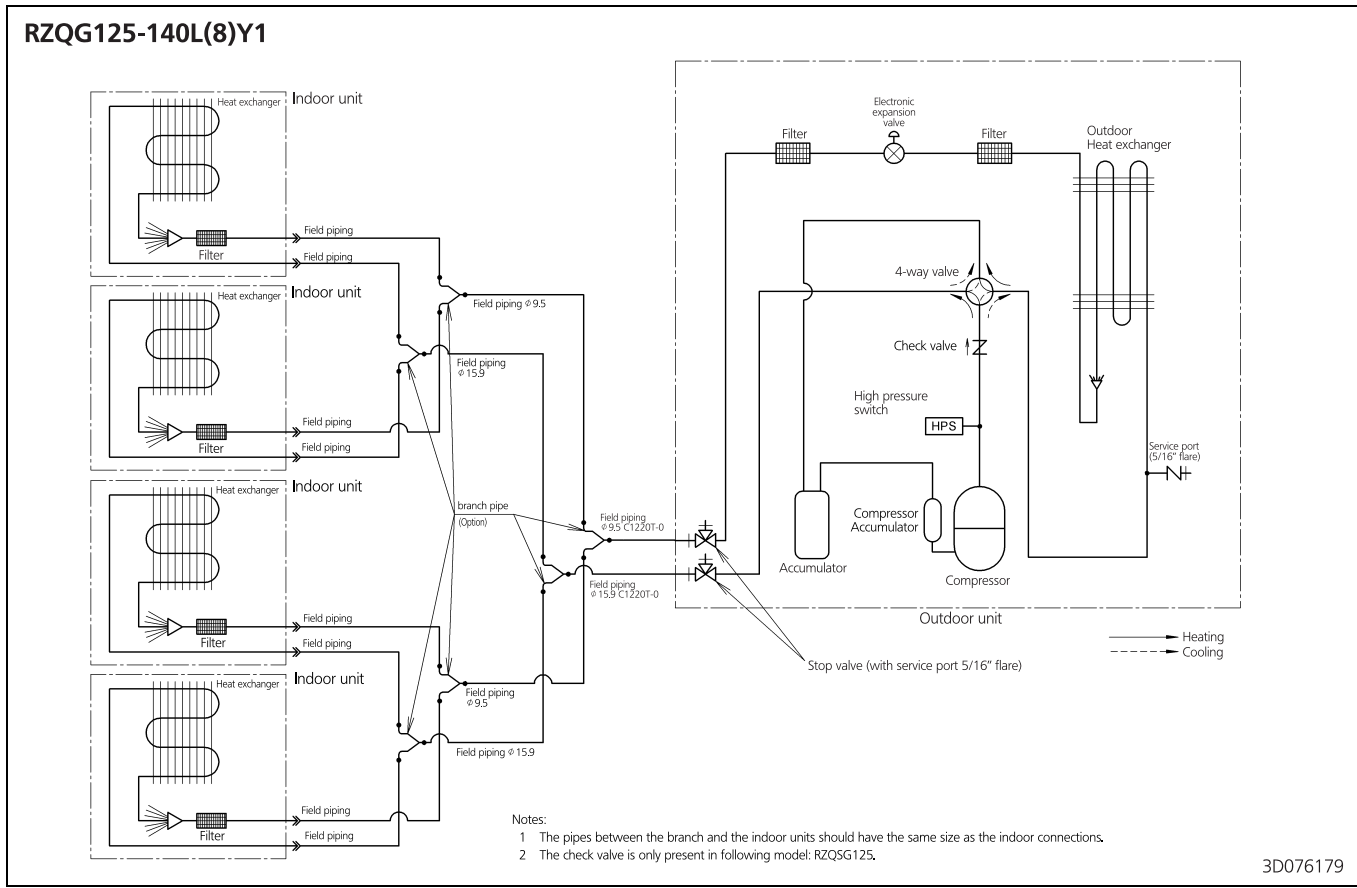 RZQG125-140L(8)Y1
Heat exchanger
Indoor unit
Filter
Field piping
Field piping
Heat exchanger
Indoor unit
Filter
Field piping
Field piping
Heat exchanger
Indoor unit
Filter
Field piping
Field piping
Heat exchanger
Indoor unit
Filter
Field piping
Field piping
Field piping ϕ 9.5
Field piping
ϕ 15.9
branch pipe
(Option)
Field piping
ϕ 9.5
Field piping ϕ 15.9
Field piping
ϕ 9.5 C1220T-0
Field piping
ϕ 15.9 C1220T-0
Filter
Electronic
expansion
valve
Filter
Outdoor
Heat exchanger
4-way valve
Check valve
High pressure
switch
HPS
Service port
(5/16" flare)
Compressor
Accumulator
Accumulator
Compressor
Outdoor unit
Heating
Cooling
Stop valve (with service port 5/16" flare)
Notes:
1 The pipes between the branch and the indoor units should have the same size as the indoor connections.
2 The check valve is only present in following model: RZQSG125.
3D076179